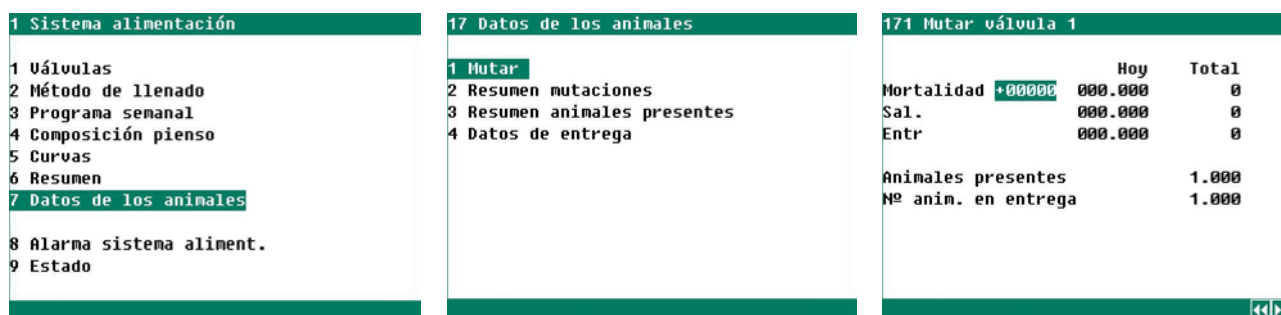 1 Sistema alimentación
1 Válvulas
2 Método de llenado
3 Programa semanal
4 Composición pienso
5 Curvas
6 Resumen
7 Datos de los animales
8 Alarma sistema aliment.
9 Estado
17 Datos de los animales
1 Mutar
2 Resumen mutaciones
3 Resumen animales presentes
4 Datos de entrega
171 Mutar válvula 1
Hoy Total
Mortalidad +00000 000.000 0
Sal. 000.000 0
Entr 000.000 0
Animales presentes 1.000
Nº anim. en entrega 1.000